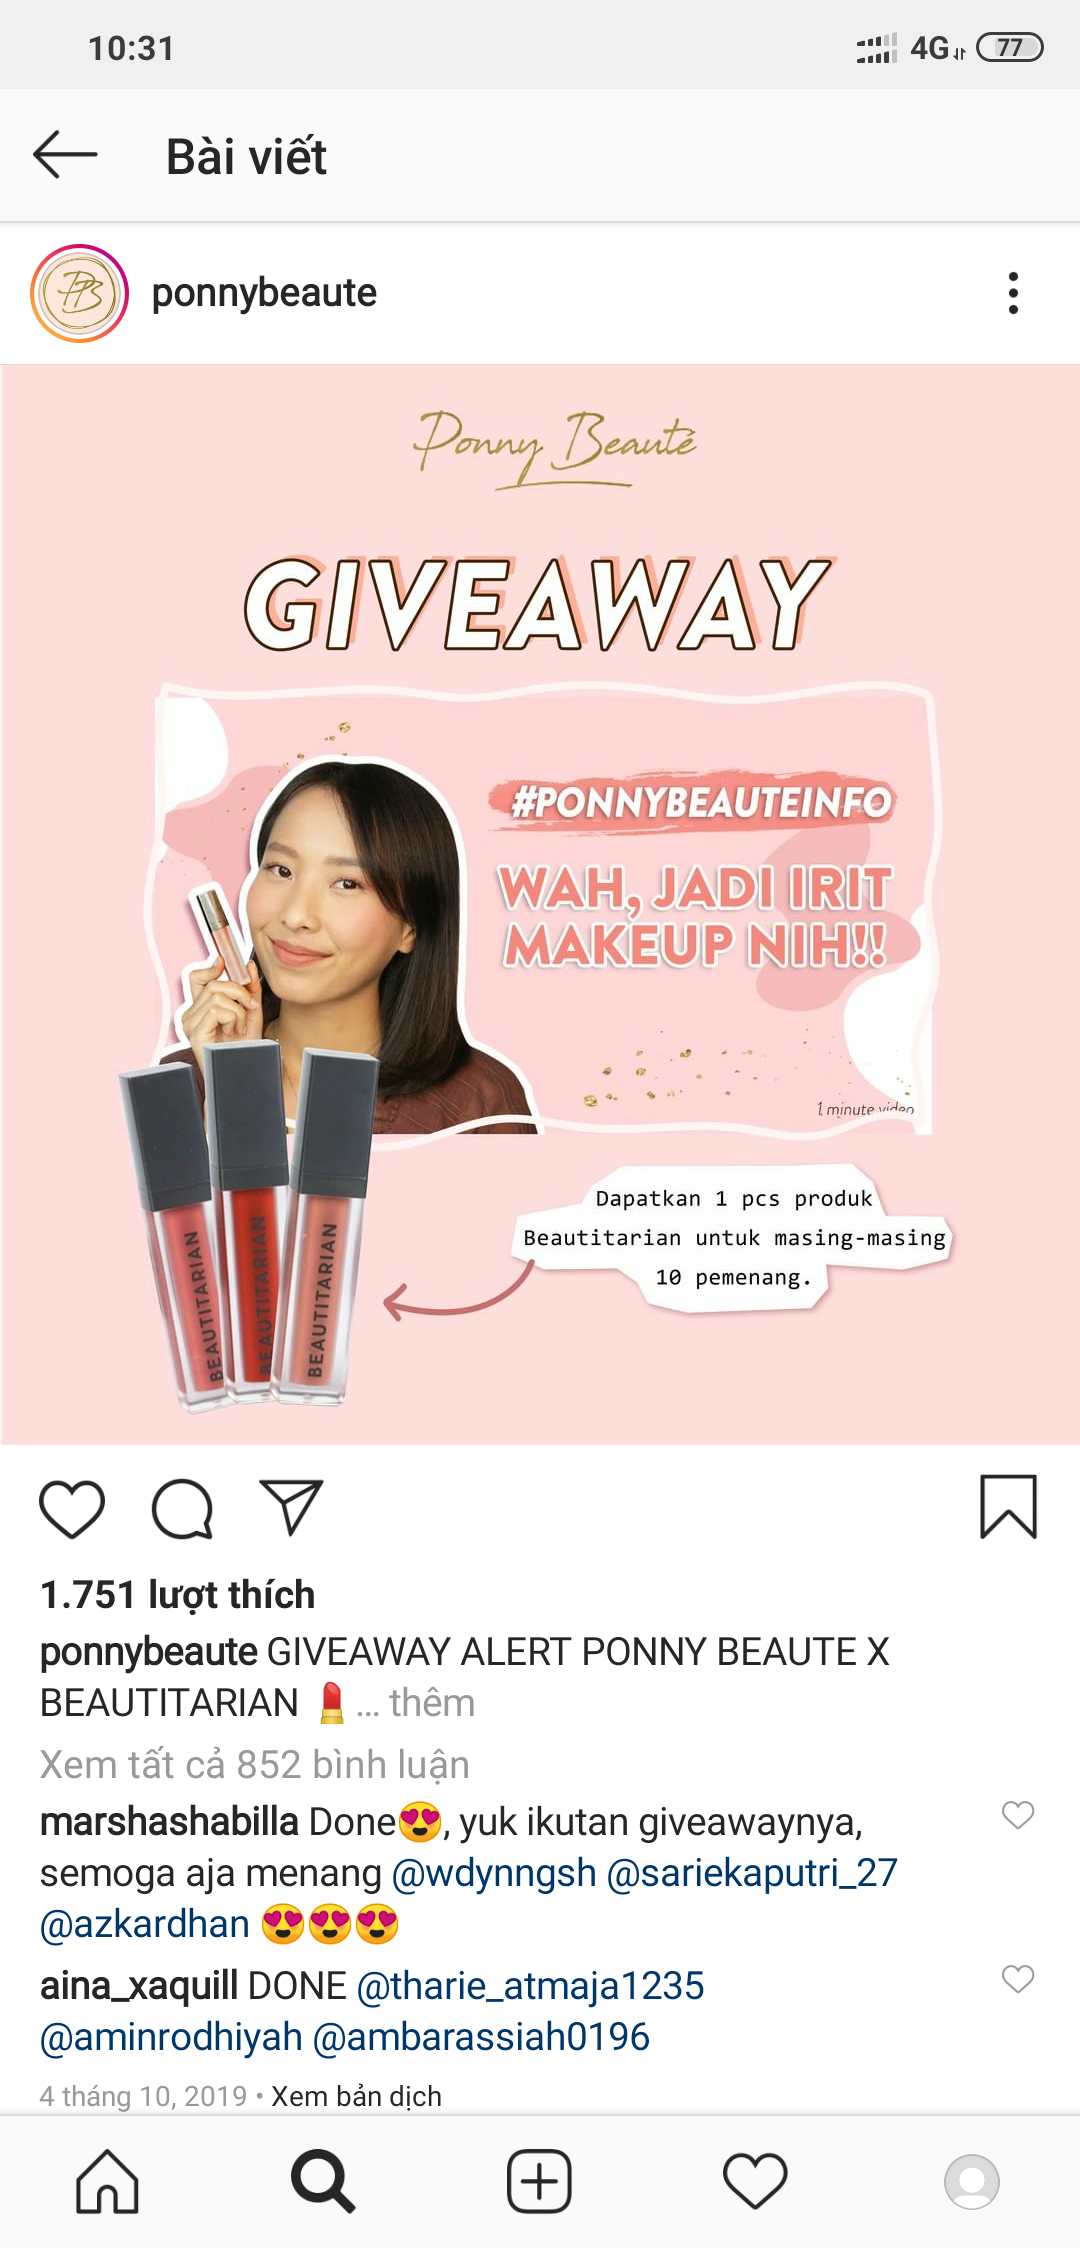 10:31
4G 77
Bài viết
ponnybeaute
Ponny Beauté
GIVEAWAY
#PONNYBEAUTEINFO
WAH, JADI IRIT
MAKEUP NIH!!
1 minute video
Dapatkan 1 pcs produk
Beautitarian untuk masing-masing
10 pemenang.
BEAUTITARIAN
BEAUTITARIAN
BEAUTITARIAN
1.751 lượt thích
ponnybeaute GIVEAWAY ALERT PONNY BEAUTE X
BEAUTITARIAN 💄 ... thêm
Xem tất cả 852 bình luận
marshashabilla Done😍, yuk ikutan giveawaynya,
semoga aja menang @wdynngsh @sariekaputri_27
@azkardhan 😍😍😍
aina_xaquill DONE @tharie_atmaja1235
@aminrodhiyah @ambarassiah0196
4 tháng 10, 2019 • Xem bản dịch